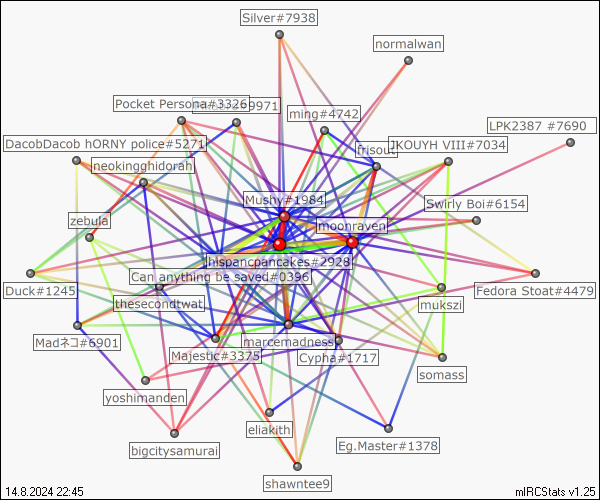 Silver#7938
normalwan
Pocket Persona#3326
9971
ming#4742
LPK2387 #7690
DacobDacob hORNY police#5271
frisout
JKOUYH VIII#7034
neokinghidorah
Mushy#1984
Swirly Boi#6154
zebula
moonraven
hispancpancakes#2928
Can anything be saved#0396
Duck#1245
Fedora Stoat#4479
thesecondtwat
mukszi
Madネコ#6901
marcemadness
Majestic#3375
Cypha#1717
somass
yoshimanden
eliakith
Eg.Master#1378
bigcitysamurai
shawntee9
14.8.2024 22:45
mIRCStats v1.25